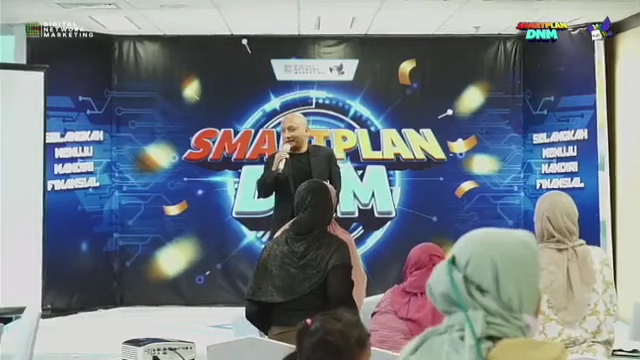 DIGITAL
NETWORK
MARKETING
SMARTPLAN
DNM
SMARTPLAN
DNM
SELANGKAH
MENUJU
MANDIRI
FINANSIAL
SELANGKAH
MENUJU
MANDIRI
FINANSIAL